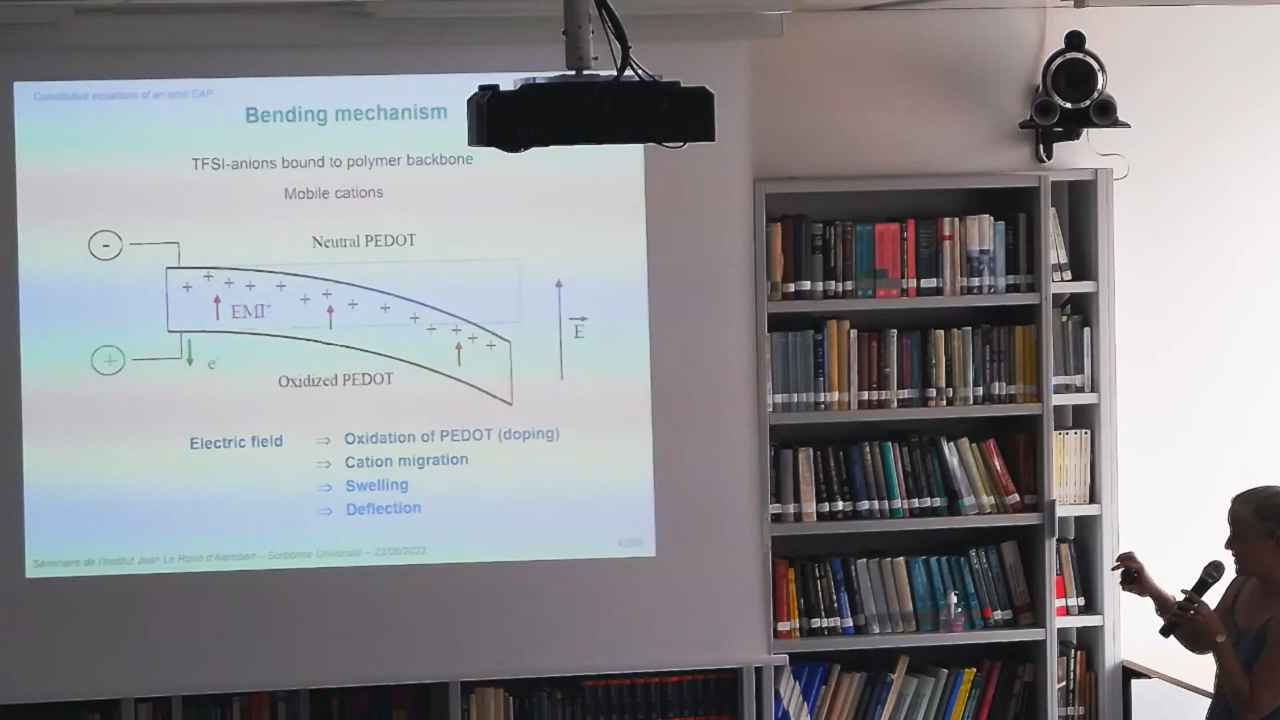 Constitutive equations of an ionic EAP
Bending mechanism
TFSI-anions bound to polymer backbone
Mobile cations
-
Neutral PEDOT
+ + + + + + + + + + + + + +
EMI⁺
E
+
e⁻
Oxidized PEDOT
Electric field ⇒ Oxidation of PEDOT (doping)
⇒ Cation migration
⇒ Swelling
⇒ Deflection
Séminaire de l'Institut Jean Le Rond d'Alembert – Sorbonne Université – 23/06/2023